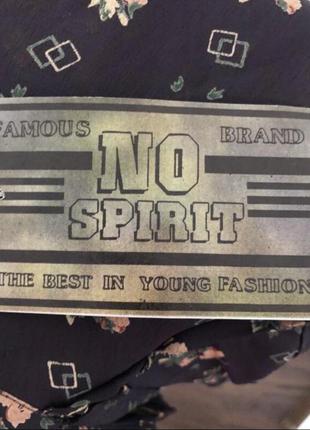 FAMOUS BRAND
NO
SPIRIT
THE BEST IN YOUNG FASHION